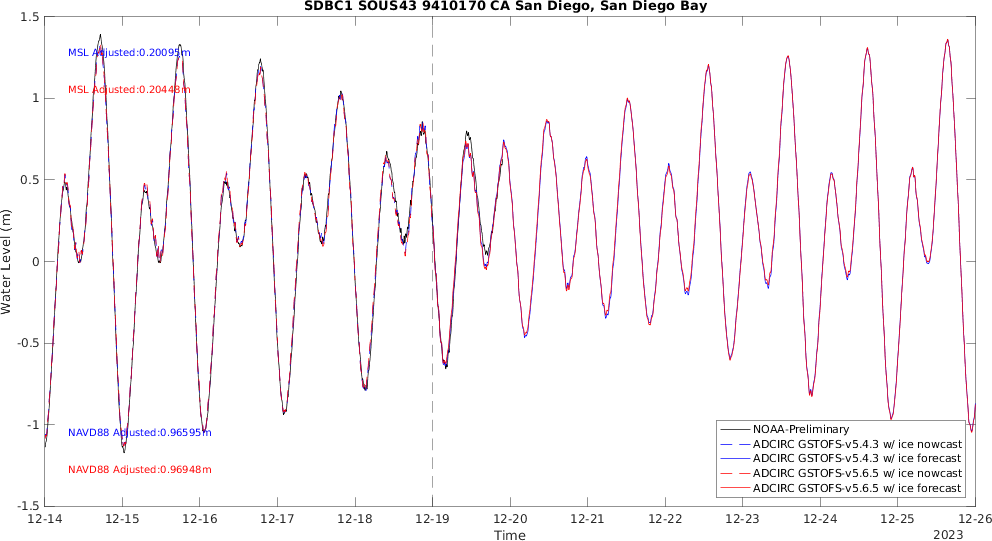 SDBC1 SOUS43 9410170 CA San Diego, San Diego Bay
1.5
MSL Adjusted:0.20095m
MSL Adjusted:0.20443m
1
0.5
0
-0.5
-1
-1.5
Water Level (m)
NAVD88 Adjusted:0.96595m
NAVD88 Adjusted:0.96948m
NOAA-Preliminary
ADCIRC GSTOFS-v5.4.3 w/ ice nowcast
ADCIRC GSTOFS-v5.4.3 w/ ice forecast
ADCIRC GSTOFS-v5.6.5 w/ ice nowcast
ADCIRC GSTOFS-v5.6.5 w/ ice forecast
12-14 12-15 12-16 12-17 12-18 12-19 12-20 12-21 12-22 12-23 12-24 12-25 12-26
Time
2023